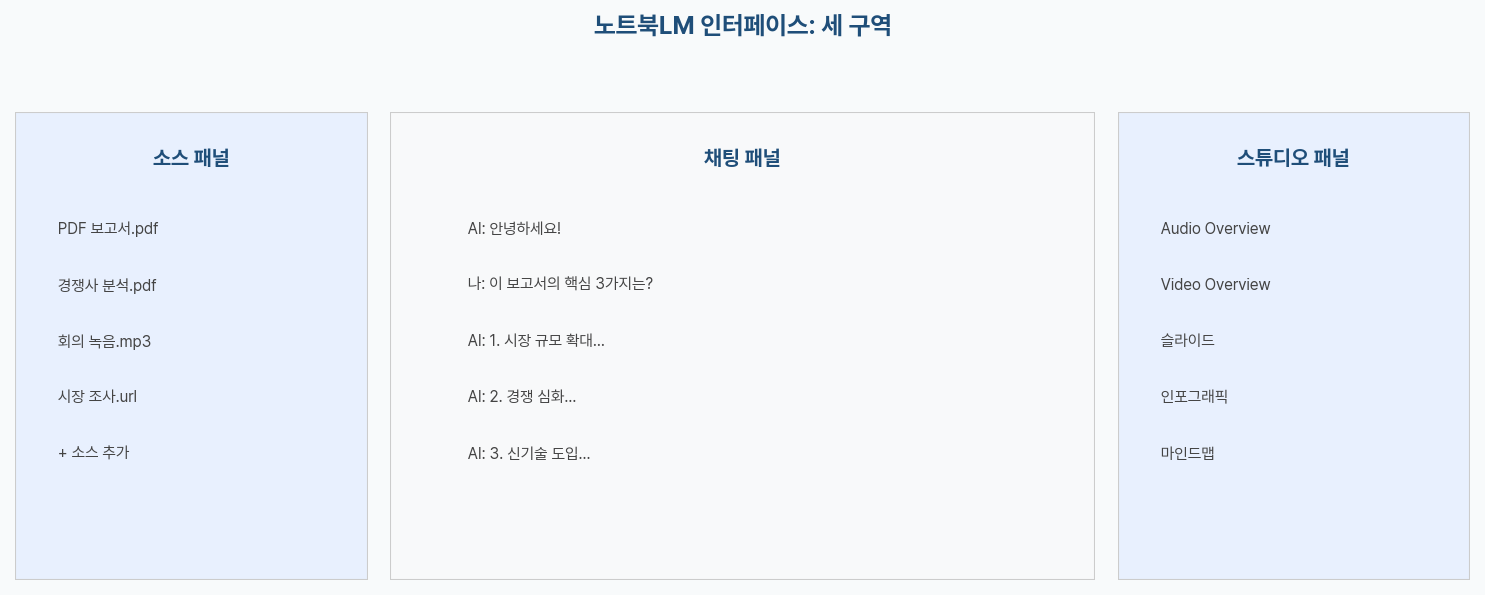 노트북LM 인터페이스: 세 구역
소스 패널
PDF 보고서.pdf
경쟁사 분석.pdf
회의 녹음.mp3
시장 조사.url
+ 소스 추가
채팅 패널
AI: 안녕하세요!
나: 이 보고서의 핵심 3가지는?
AI: 1. 시장 규모 확대...
AI: 2. 경쟁 심화...
AI: 3. 신기술 도입...
스튜디오 패널
Audio Overview
Video Overview
슬라이드
인포그래픽
마인드맵